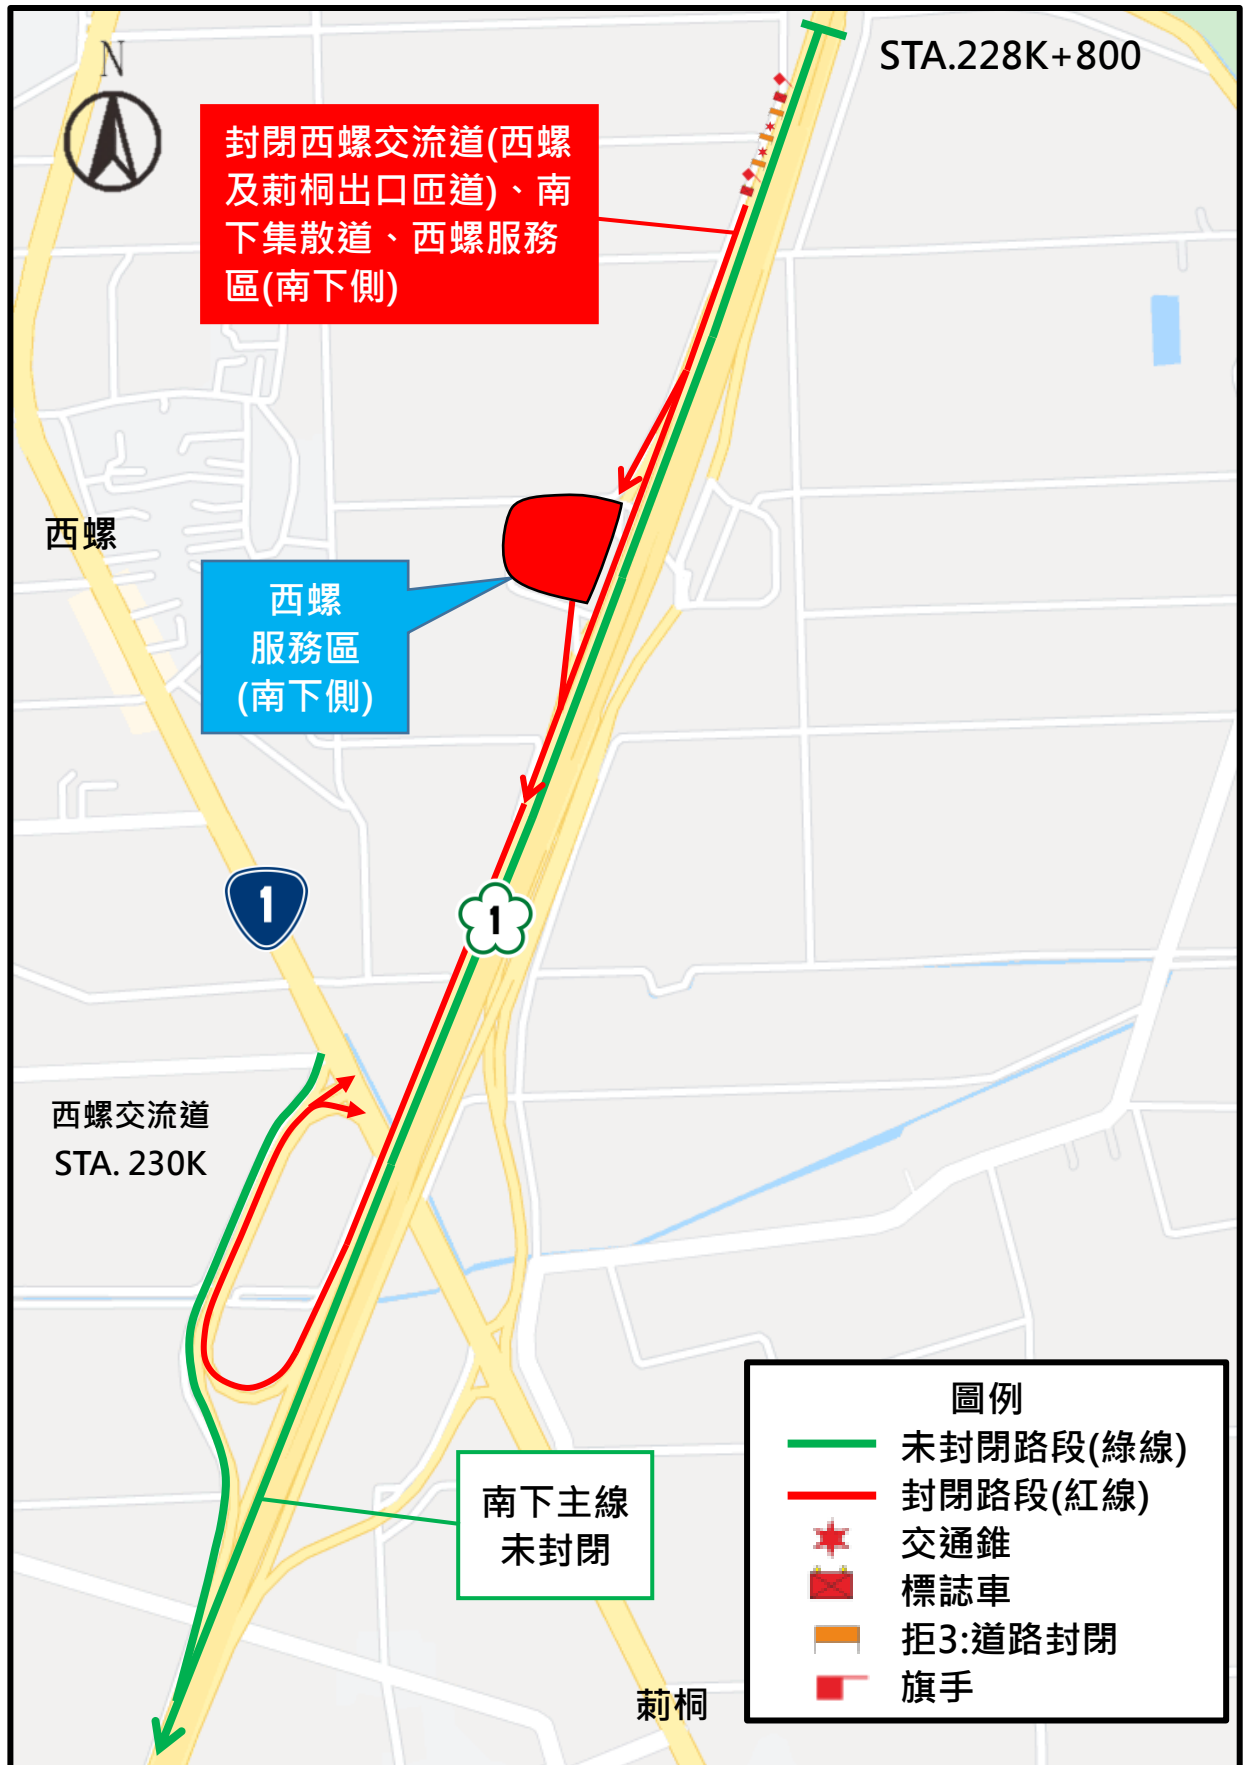 N
STA.228K+800
封閉西螺交流道(西螺
及莿桐出口匝道)、南
下集散道、西螺服務
區(南下側)
西螺
西螺
服務區
(南下側)
1
1
西螺交流道
STA. 230K
南下主線
未封閉
莿桐
圖例
未封閉路段(綠線)
封閉路段(紅線)
交通錐
標誌車
拒3:道路封閉
旗手